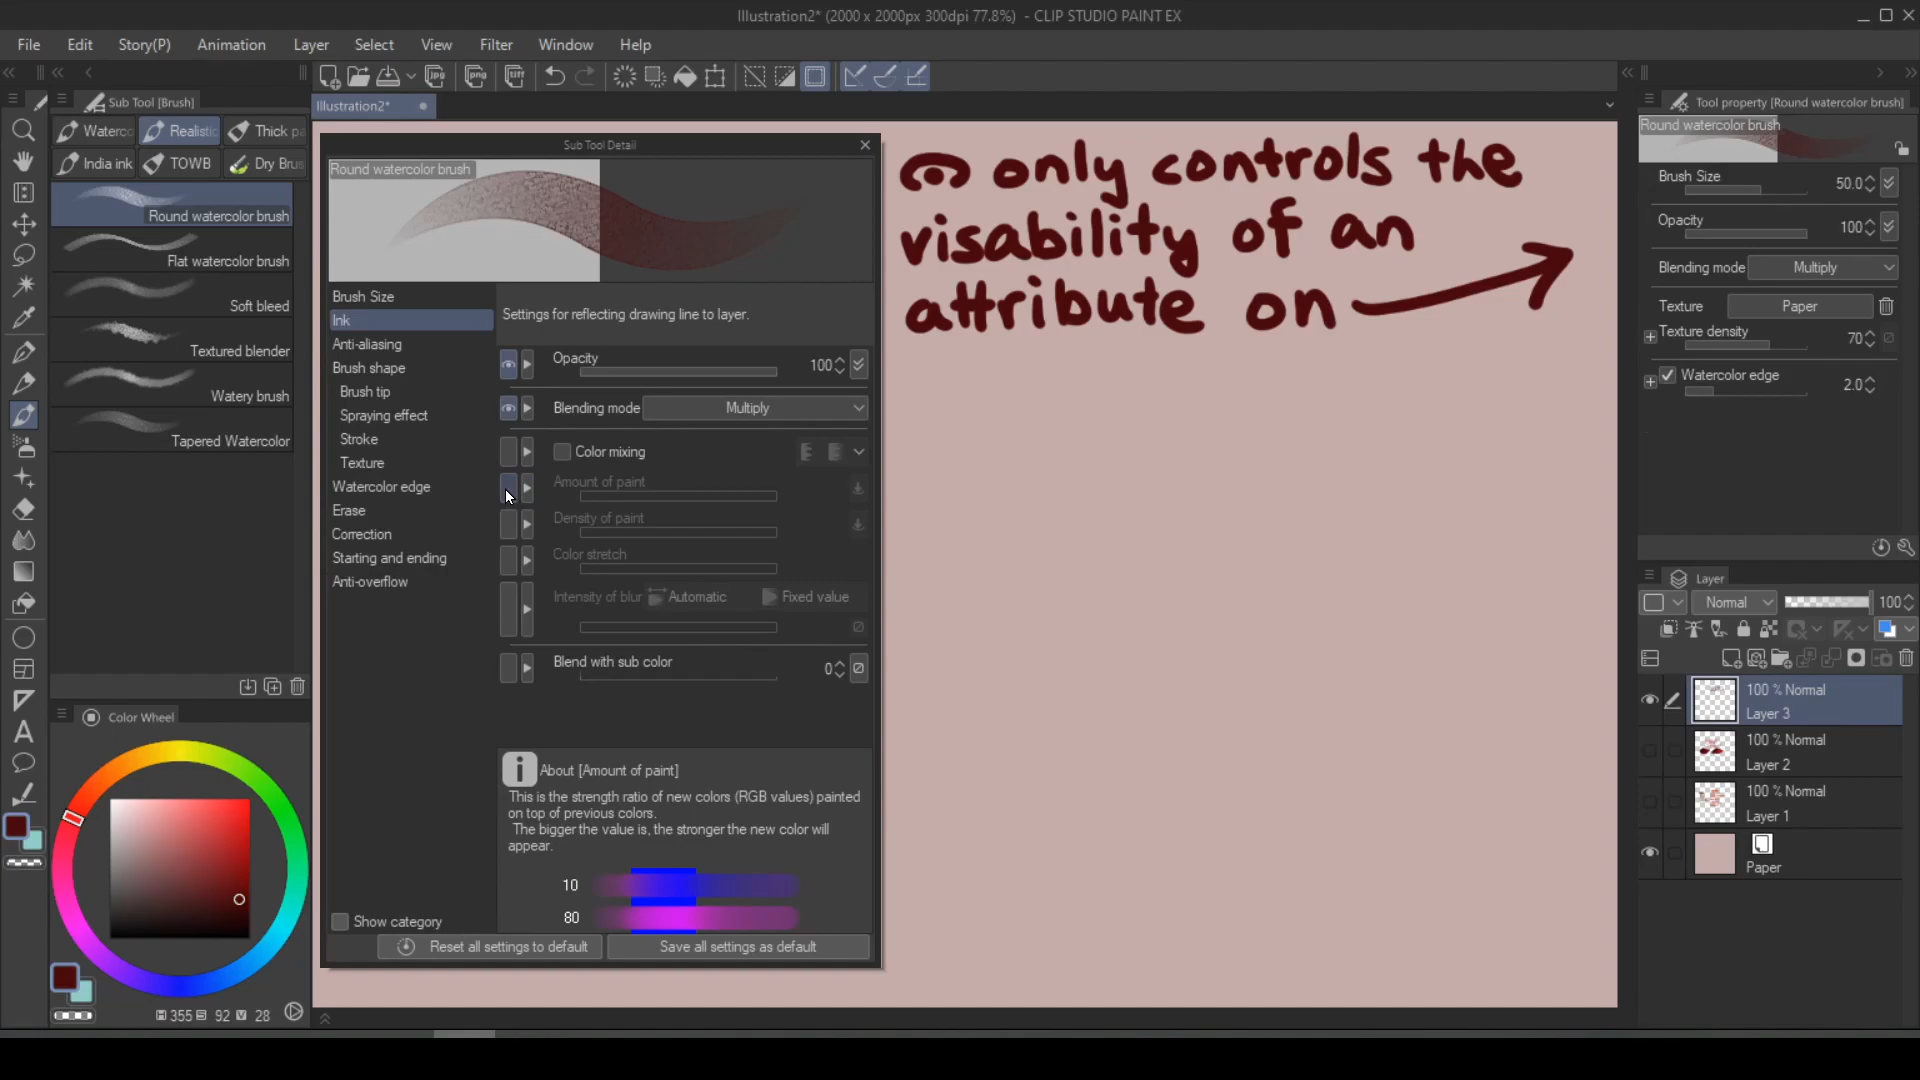 Illustration2* (2000 x 2000px 300dpi 77.8%) - CLIP STUDIO PAINT EX
File Edit Story(P) Animation Layer Select View Filter Window Help
jpg png tiff
Sub Tool [Brush]
Illustration2*
Waterc Realistic Thick pa
India ink TOWB Dry Brus
Round watercolor brush
Flat watercolor brush
Soft bleed
Textured blender
Watery brush
Tapered Watercolor
Color Wheel
355 92 V 28
Sub Tool Detail
Round watercolor brush
Brush Size
Ink
Anti-aliasing
Brush shape
Brush tip
Spraying effect
Stroke
Texture
Watercolor edge
Erase
Correction
Starting and ending
Anti-overflow
Settings for reflecting drawing line to layer.
Opacity 100
Blending mode Multiply
Color mixing
Amount of paint
Density of paint
Color stretch
Intensity of blur Automatic Fixed value
Blend with sub color 0
About [Amount of paint]
This is the strength ratio of new colors (RGB values) painted
on top of previous colors.
The bigger the value is, the stronger the new color will
appear.
10
80
Show category
Reset all settings to default Save all settings as default
only controls the
visability of an
attribute on
Tool property [Round watercolor brush]
Round watercolor brush
Brush Size 50.0
Opacity 100
Blending mode Multiply
Texture Paper
Texture density 70
Watercolor edge 2.0
Layer
Normal 100
100 % Normal
Layer 3
100 % Normal
Layer 2
100 % Normal
Layer 1
Paper